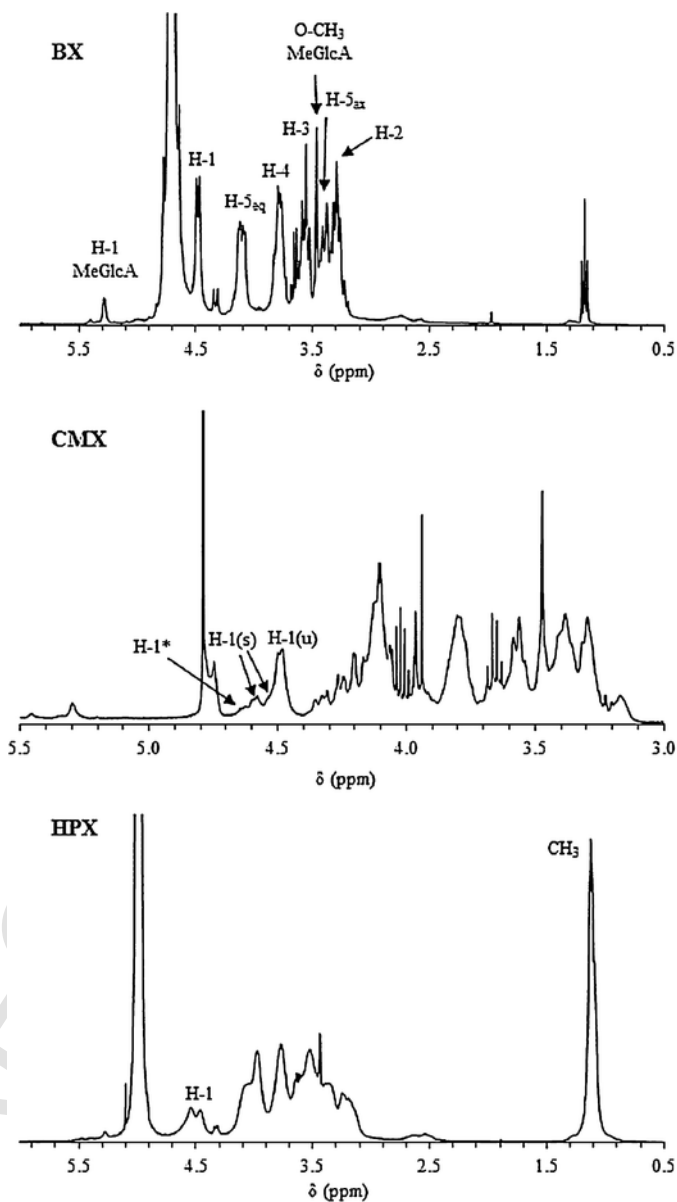 BX
O-CH₃
MeGlcA
H-5ax
H-3
H-2
H-1
H-4
H-5eq
H-1
MeGlcA
5.5 4.5 3.5 2.5 1.5 0.5
δ (ppm)
CMX
H-1(s)
H-1(u)
H-1*
5.5 5.0 4.5 4.0 3.5 3.0
δ (ppm)
HPX
CH₃
H-1
5.5 4.5 3.5 2.5 1.5 0.5
δ (ppm)